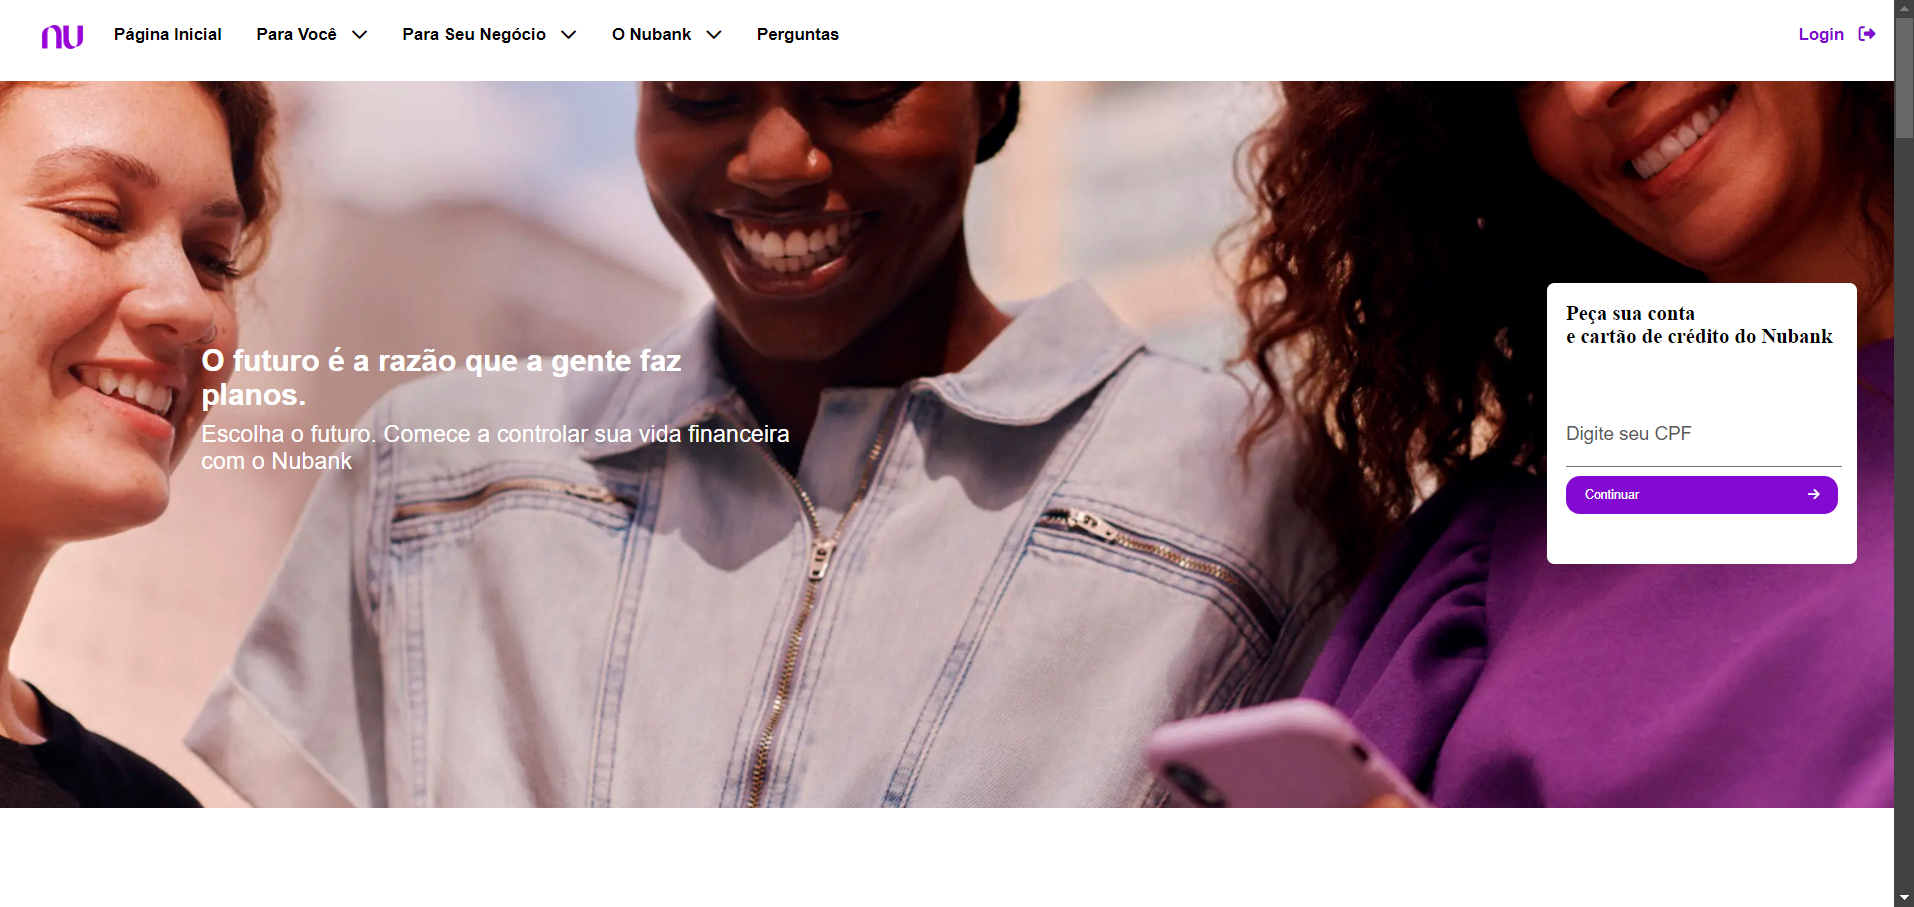 nu Página Inicial Para Você Para Seu Negócio O Nubank Perguntas Login
O futuro é a razão que a gente faz
planos.
Escolha o futuro. Comece a controlar sua vida financeira
com o Nubank
Peça sua conta
e cartão de crédito do Nubank
Digite seu CPF
Continuar